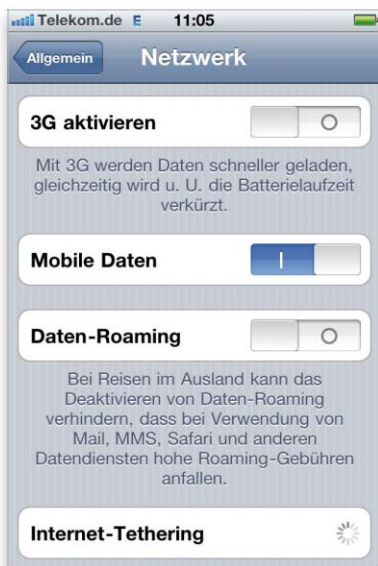 Telekom.de E 11:05
Allgemein Netzwerk
3G aktivieren
Mit 3G werden Daten schneller geladen,
gleichzeitig wird u. U. die Batterielaufzeit
verkürzt.
Mobile Daten
Daten-Roaming
Bei Reisen im Ausland kann das
Deaktivieren von Daten-Roaming
verhindern, dass bei Verwendung von
Mail, MMS, Safari und anderen
Datendiensten hohe Roaming-Gebühren
anfallen.
Internet-Tethering